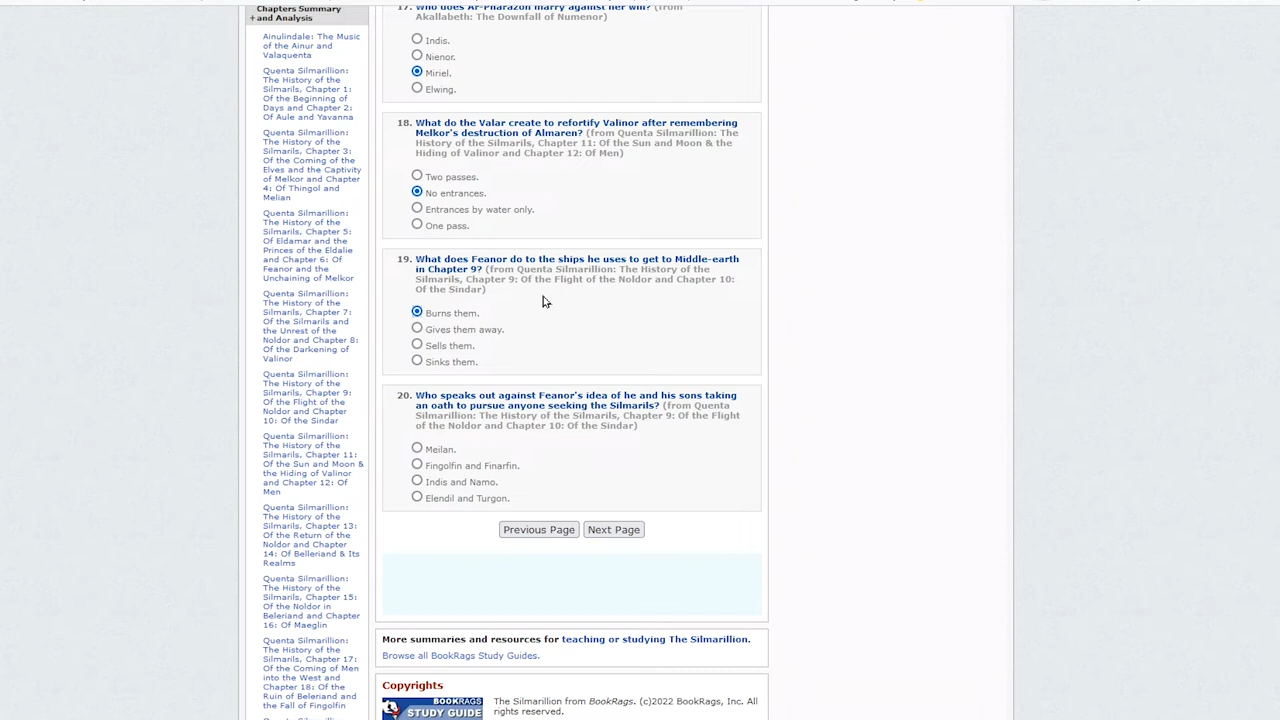 Chapters Summary
+ and Analysis
Ainulindale: The Music
of the Ainur and
Valaquenta
Quenta Silmarillion:
The History of the
Silmarils, Chapter 1:
Of the Beginning of
Days and Chapter 2:
Of Aule and Yavanna
Quenta Silmarillion:
The History of the
Silmarils, Chapter 3:
Of the Coming of the
Elves and the Captivity
of Melkor and Chapter
4: Of Thingol and
Melian
Quenta Silmarillion:
The History of the
Silmarils, Chapter 5:
Of Eldamar and the
Princes of the Eldalie
and Chapter 6: Of
Feanor and the
Unchaining of Melkor
Quenta Silmarillion:
The History of the
Silmarils, Chapter 7:
Of the Silmarils and
the Unrest of the
Noldor and Chapter 8:
Of the Darkening of
Valinor
Quenta Silmarillion:
The History of the
Silmarils, Chapter 9:
Of the Flight of the
Noldor and Chapter
10: Of the Sindar
Quenta Silmarillion:
The History of the
Silmarils, Chapter 11:
Of the Sun and Moon &
the Hiding of Valinor
and Chapter 12: Of
Men
Quenta Silmarillion:
The History of the
Silmarils, Chapter 13:
Of the Return of the
Noldor and Chapter
14: Of Belleriand & Its
Realms
Quenta Silmarillion:
The History of the
Silmarils, Chapter 15:
Of the Noldor in
Beleriand and Chapter
16: Of Maeglin
Quenta Silmarillion:
The History of the
Silmarils, Chapter 17:
Of the Coming of Men
into the West and
Chapter 18: Of the
Ruin of Beleriand and
the Fall of Fingolfin
17. Who does Ar-Pharazon marry against her will? (from
Akallabeth: The Downfall of Numenor)
Indis.
Nienor.
Miriel.
Elwing.
18. What do the Valar create to refortify Valinor after remembering
Melkor's destruction of Almaren? (from Quenta Silmarillion: The
History of the Silmarils, Chapter 11: Of the Sun and Moon & the
Hiding of Valinor and Chapter 12: Of Men)
Two passes.
No entrances.
Entrances by water only.
One pass.
19. What does Feanor do to the ships he uses to get to Middle-earth
in Chapter 9? (from Quenta Silmarillion: The History of the
Silmarils, Chapter 9: Of the Flight of the Noldor and Chapter 10:
Of the Sindar)
Burns them.
Gives them away.
Sells them.
Sinks them.
20. Who speaks out against Feanor's idea of he and his sons taking
an oath to pursue anyone seeking the Silmarils? (from Quenta
Silmarillion: The History of the Silmarils, Chapter 9: Of the Flight
of the Noldor and Chapter 10: Of the Sindar)
Meilan.
Fingolfin and Finarfin.
Indis and Namo.
Elendil and Turgon.
Previous Page Next Page
More summaries and resources for teaching or studying The Silmarillion.
Browse all BookRags Study Guides.
Copyrights
BOOKRAGS
STUDY GUIDE
The Silmarillion from BookRags. (c)2022 BookRags, Inc. All
rights reserved.